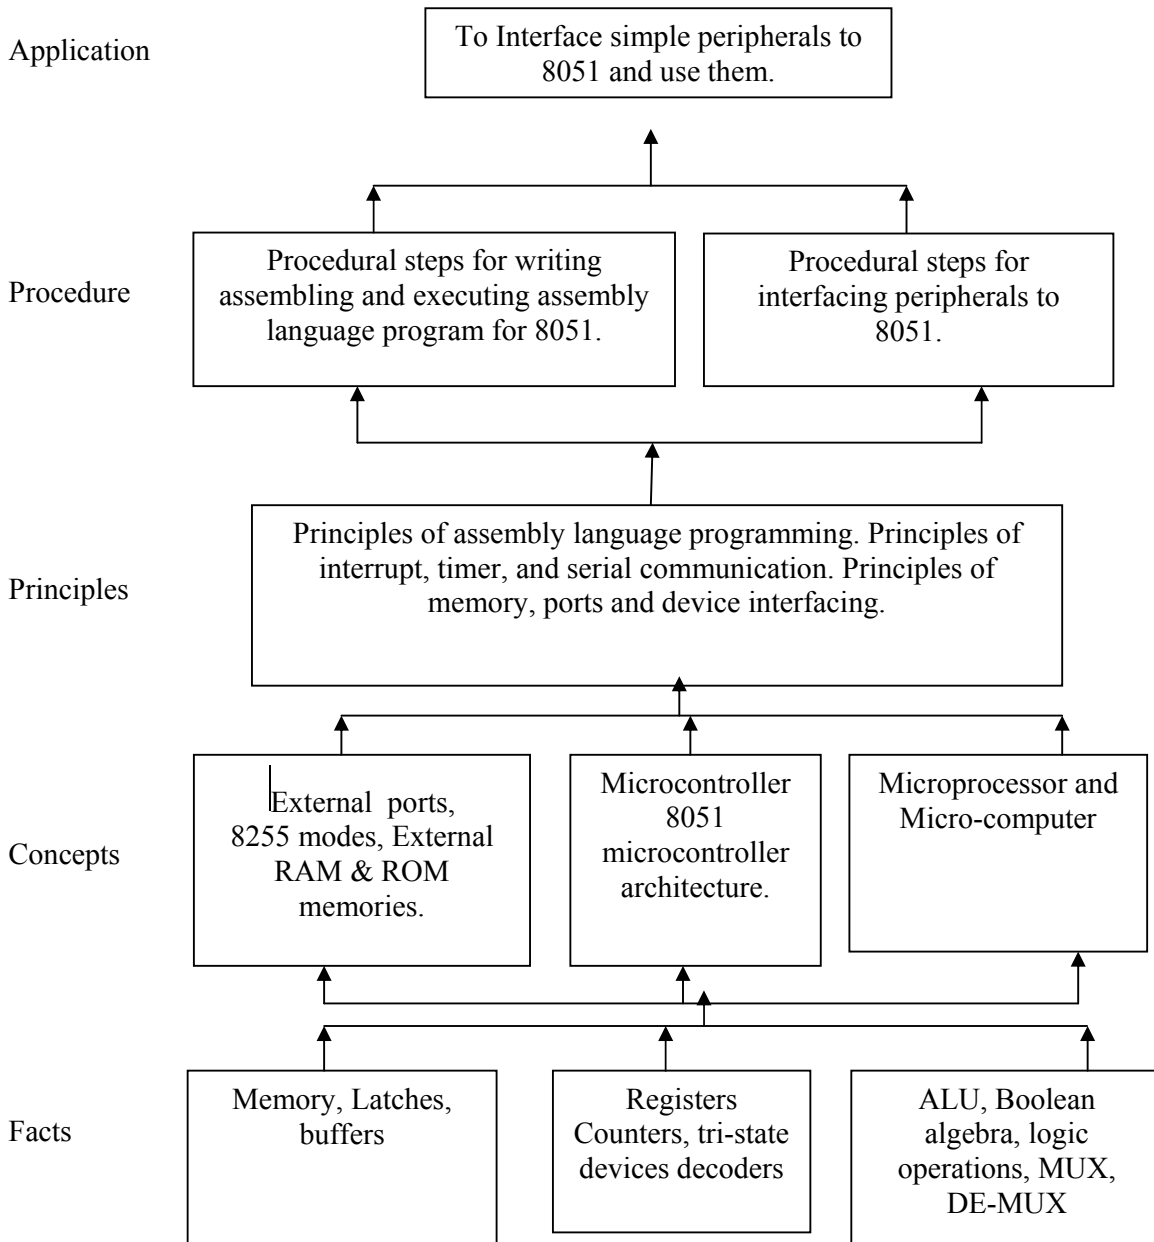 Application
To Interface simple peripherals to
8051 and use them.
Procedure
Procedural steps for writing
assembling and executing assembly
language program for 8051.
Procedural steps for
interfacing peripherals to
8051.
Principles
Principles of assembly language programming. Principles of
interrupt, timer, and serial communication. Principles of
memory, ports and device interfacing.
Concepts
External ports,
8255 modes, External
RAM & ROM
memories.
Microcontroller
8051
microcontroller
architecture.
Microprocessor and
Micro-computer
Facts
Memory, Latches,
buffers
Registers
Counters, tri-state
devices decoders
ALU, Boolean
algebra, logic
operations, MUX,
DE-MUX